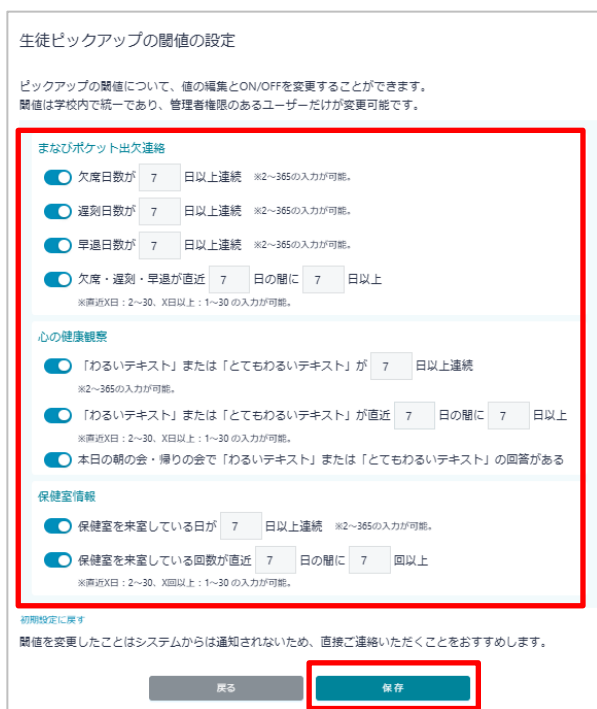 生徒ピックアップの閾値の設定
ピックアップの閾値について、値の編集とON/OFFを変更することができます。
閾値は学校内で統一であり、管理者権限のあるユーザーだけが変更可能です。
まなびポケット出欠連絡
欠席日数が 7 日以上連続 ※2～365の入力が可能。
遅刻日数が 7 日以上連続 ※2～365の入力が可能。
早退日数が 7 日以上連続 ※2～365の入力が可能。
欠席・遅刻・早退が直近 7 日の間に 7 日以上
※直近X日：2～30、X日以上：1～30 の入力が可能。
心の健康観察
「わるいテキスト」または「とてもわるいテキスト」が 7 日以上連続
※2～365の入力が可能。
「わるいテキスト」または「とてもわるいテキスト」が直近 7 日の間に 7 日以上
※直近X日：2～30、X日以上：1～30の入力が可能。
本日の朝の会・帰りの会で「わるいテキスト」または「とてもわるいテキスト」の回答がある
保健室情報
保健室を来室している日が 7 日以上連続 ※2～365の入力が可能。
保健室を来室している回数が直近 7 日の間に 7 回以上
※直近X日：2～30、X回以上：1～30 の入力が可能。
初期設定に戻す
閾値を変更したことはシステムからは通知されないため、直接ご連絡いただくことをおすすめします。
戻る 保存